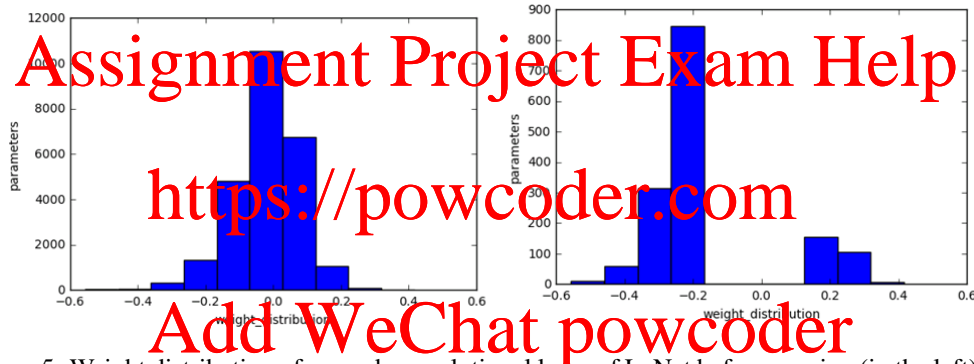 Assignment Project Exam Help
https://powcoder.com
Add WeChat powcoder
12000
8000
6000
4000
2000
0
parameters
−0.6 −0.4 −0.2 0.0 0.2 0.4 0.6
weight_distribution
900
800
700
600
500
400
300
200
100
0
parameters
−0.6 −0.4 −0.2 0.0 0.2 0.4 0.6
weight_distribution
5. Weight distribution